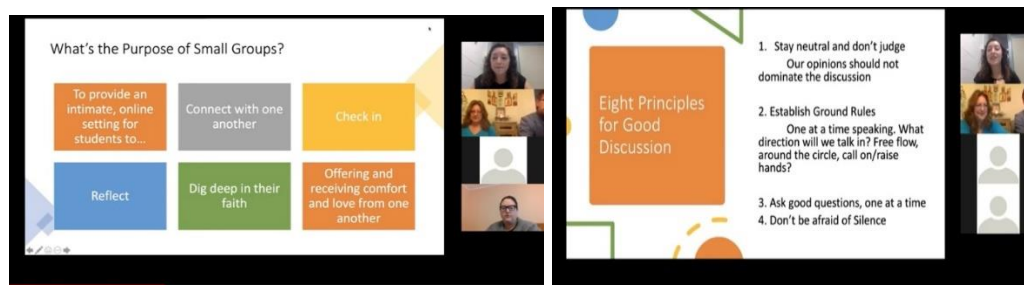 What's the Purpose of Small Groups?
To provide an
intimate, online
setting for
students to...
Connect with one
another
Check in
Reflect
Dig deep in their
faith
Offering and
receiving comfort
and love from one
another
Eight Principles
for Good
Discussion
1. Stay neutral and don't judge
Our opinions should not
dominate the discussion
2. Establish Ground Rules
One at a time speaking. What
direction will we talk in? Free flow,
around the circle, call on/raise
hands?
3. Ask good questions, one at a time
4. Don't be afraid of Silence